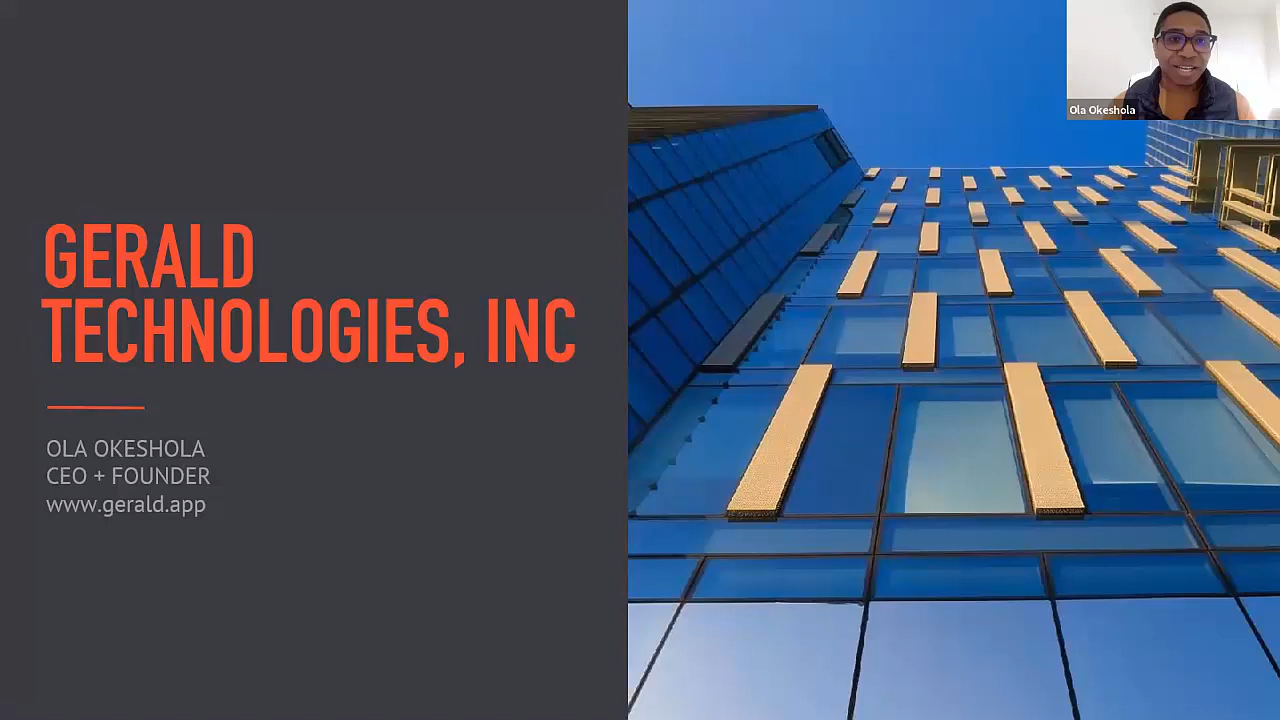 Ola Okeshola
GERALD
TECHNOLOGIES, INC
OLA OKESHOLA
CEO + FOUNDER
www.gerald.app